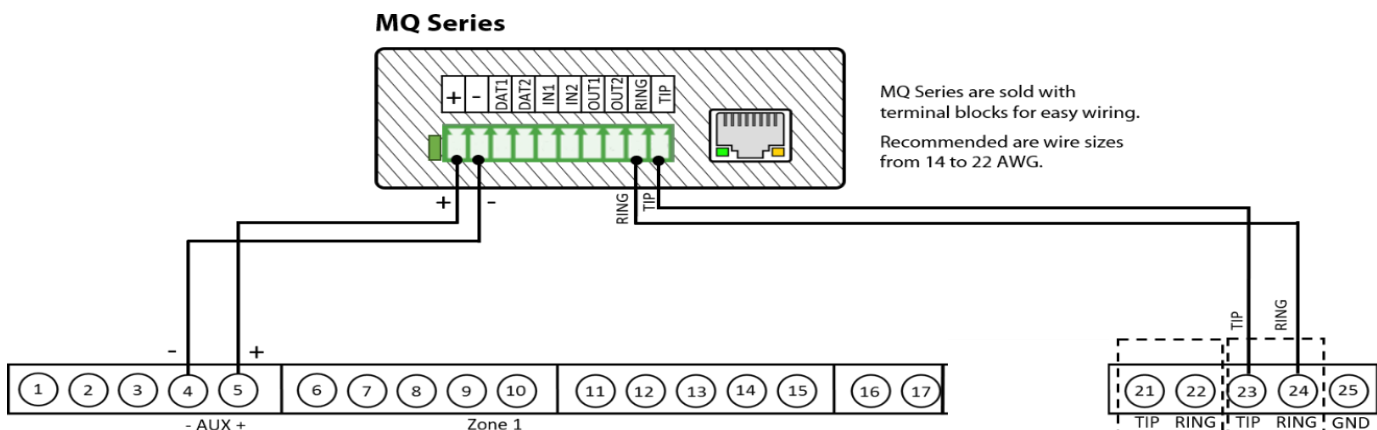 MQ Series
+ - DAT1 DAT2 IN1 IN2 OUT1 OUT2 RING TIP
MQ Series are sold with
terminal blocks for easy wiring.
Recommended are wire sizes
from 14 to 22 AWG.
+ - RING TIP
TIP RING
- +
1 2 3 4 5 6 7 8 9 10 11 12 13 14 15 16 17 21 22 23 24 25
- AUX + Zone 1 TIP RING TIP RING GND